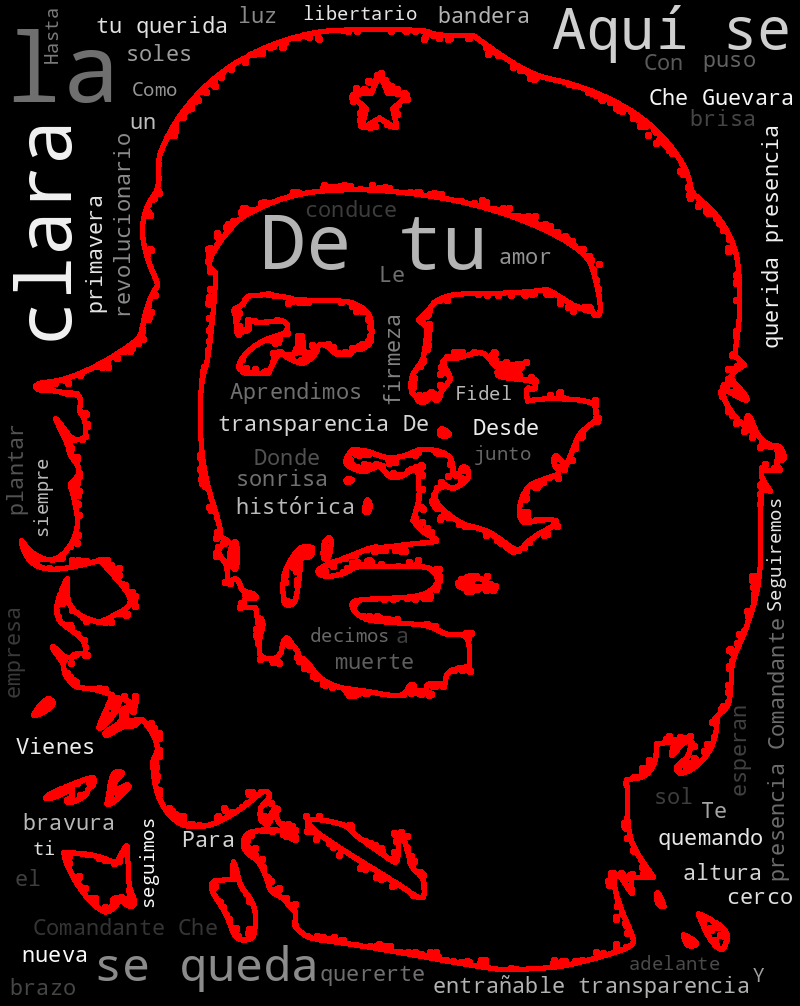 Hasta
tu querida
luz
libertario
bandera
Aquí se
la
soles
Con
puso
Como
Che Guevara
un
brisa
clara
revolucionario
primavera
querida presencia
conduce
De tu
amor
Le
firmeza
Aprendimos
Fidel
transparencia De
Desde
junto
Donde
sonrisa
histórica
plantar
siempre
Seguiremos
empresa
decimos
a
muerte
presencia Comandante
esperan
Vienes
sol
Te
bravura
ti
Para
seguimos
quemando
altura
el
cerco
Comandante Che
nueva
se queda
quererte
adelante
Y
brazo
entrañable transparencia